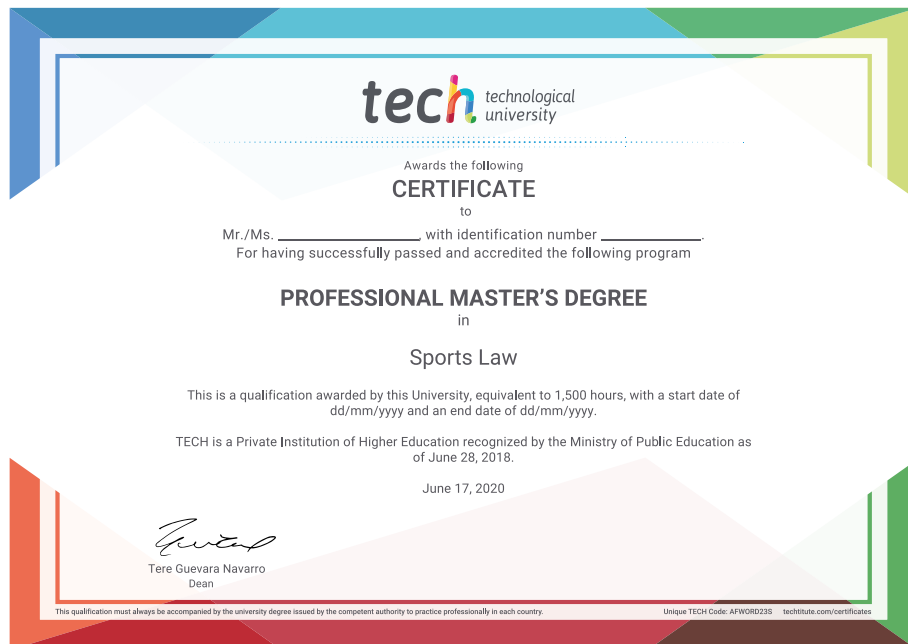 tech technological
university
Awards the following
CERTIFICATE
to
Mr./Ms. ____________________, with identification number ______________.
For having successfully passed and accredited the following program
PROFESSIONAL MASTER'S DEGREE
in
Sports Law
This is a qualification awarded by this University, equivalent to 1,500 hours, with a start date of
dd/mm/yyyy and an end date of dd/mm/yyyy.
TECH is a Private Institution of Higher Education recognized by the Ministry of Public Education as
of June 28, 2018.
June 17, 2020
Tere Guevara Navarro
Dean
This qualification must always be accompanied by the university degree issued by the competent authority to practice professionally in each country.
Unique TECH Code: AFWORD23S techtitute.com/certificates